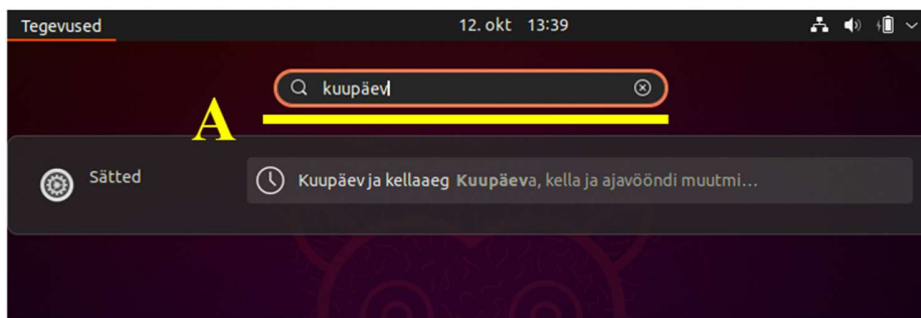 Tegevused 12. okt 13:39
kuupäev
A
Sätted Kuupäev ja kellaaeg Kuupäeva, kella ja ajavööndi muutmi...